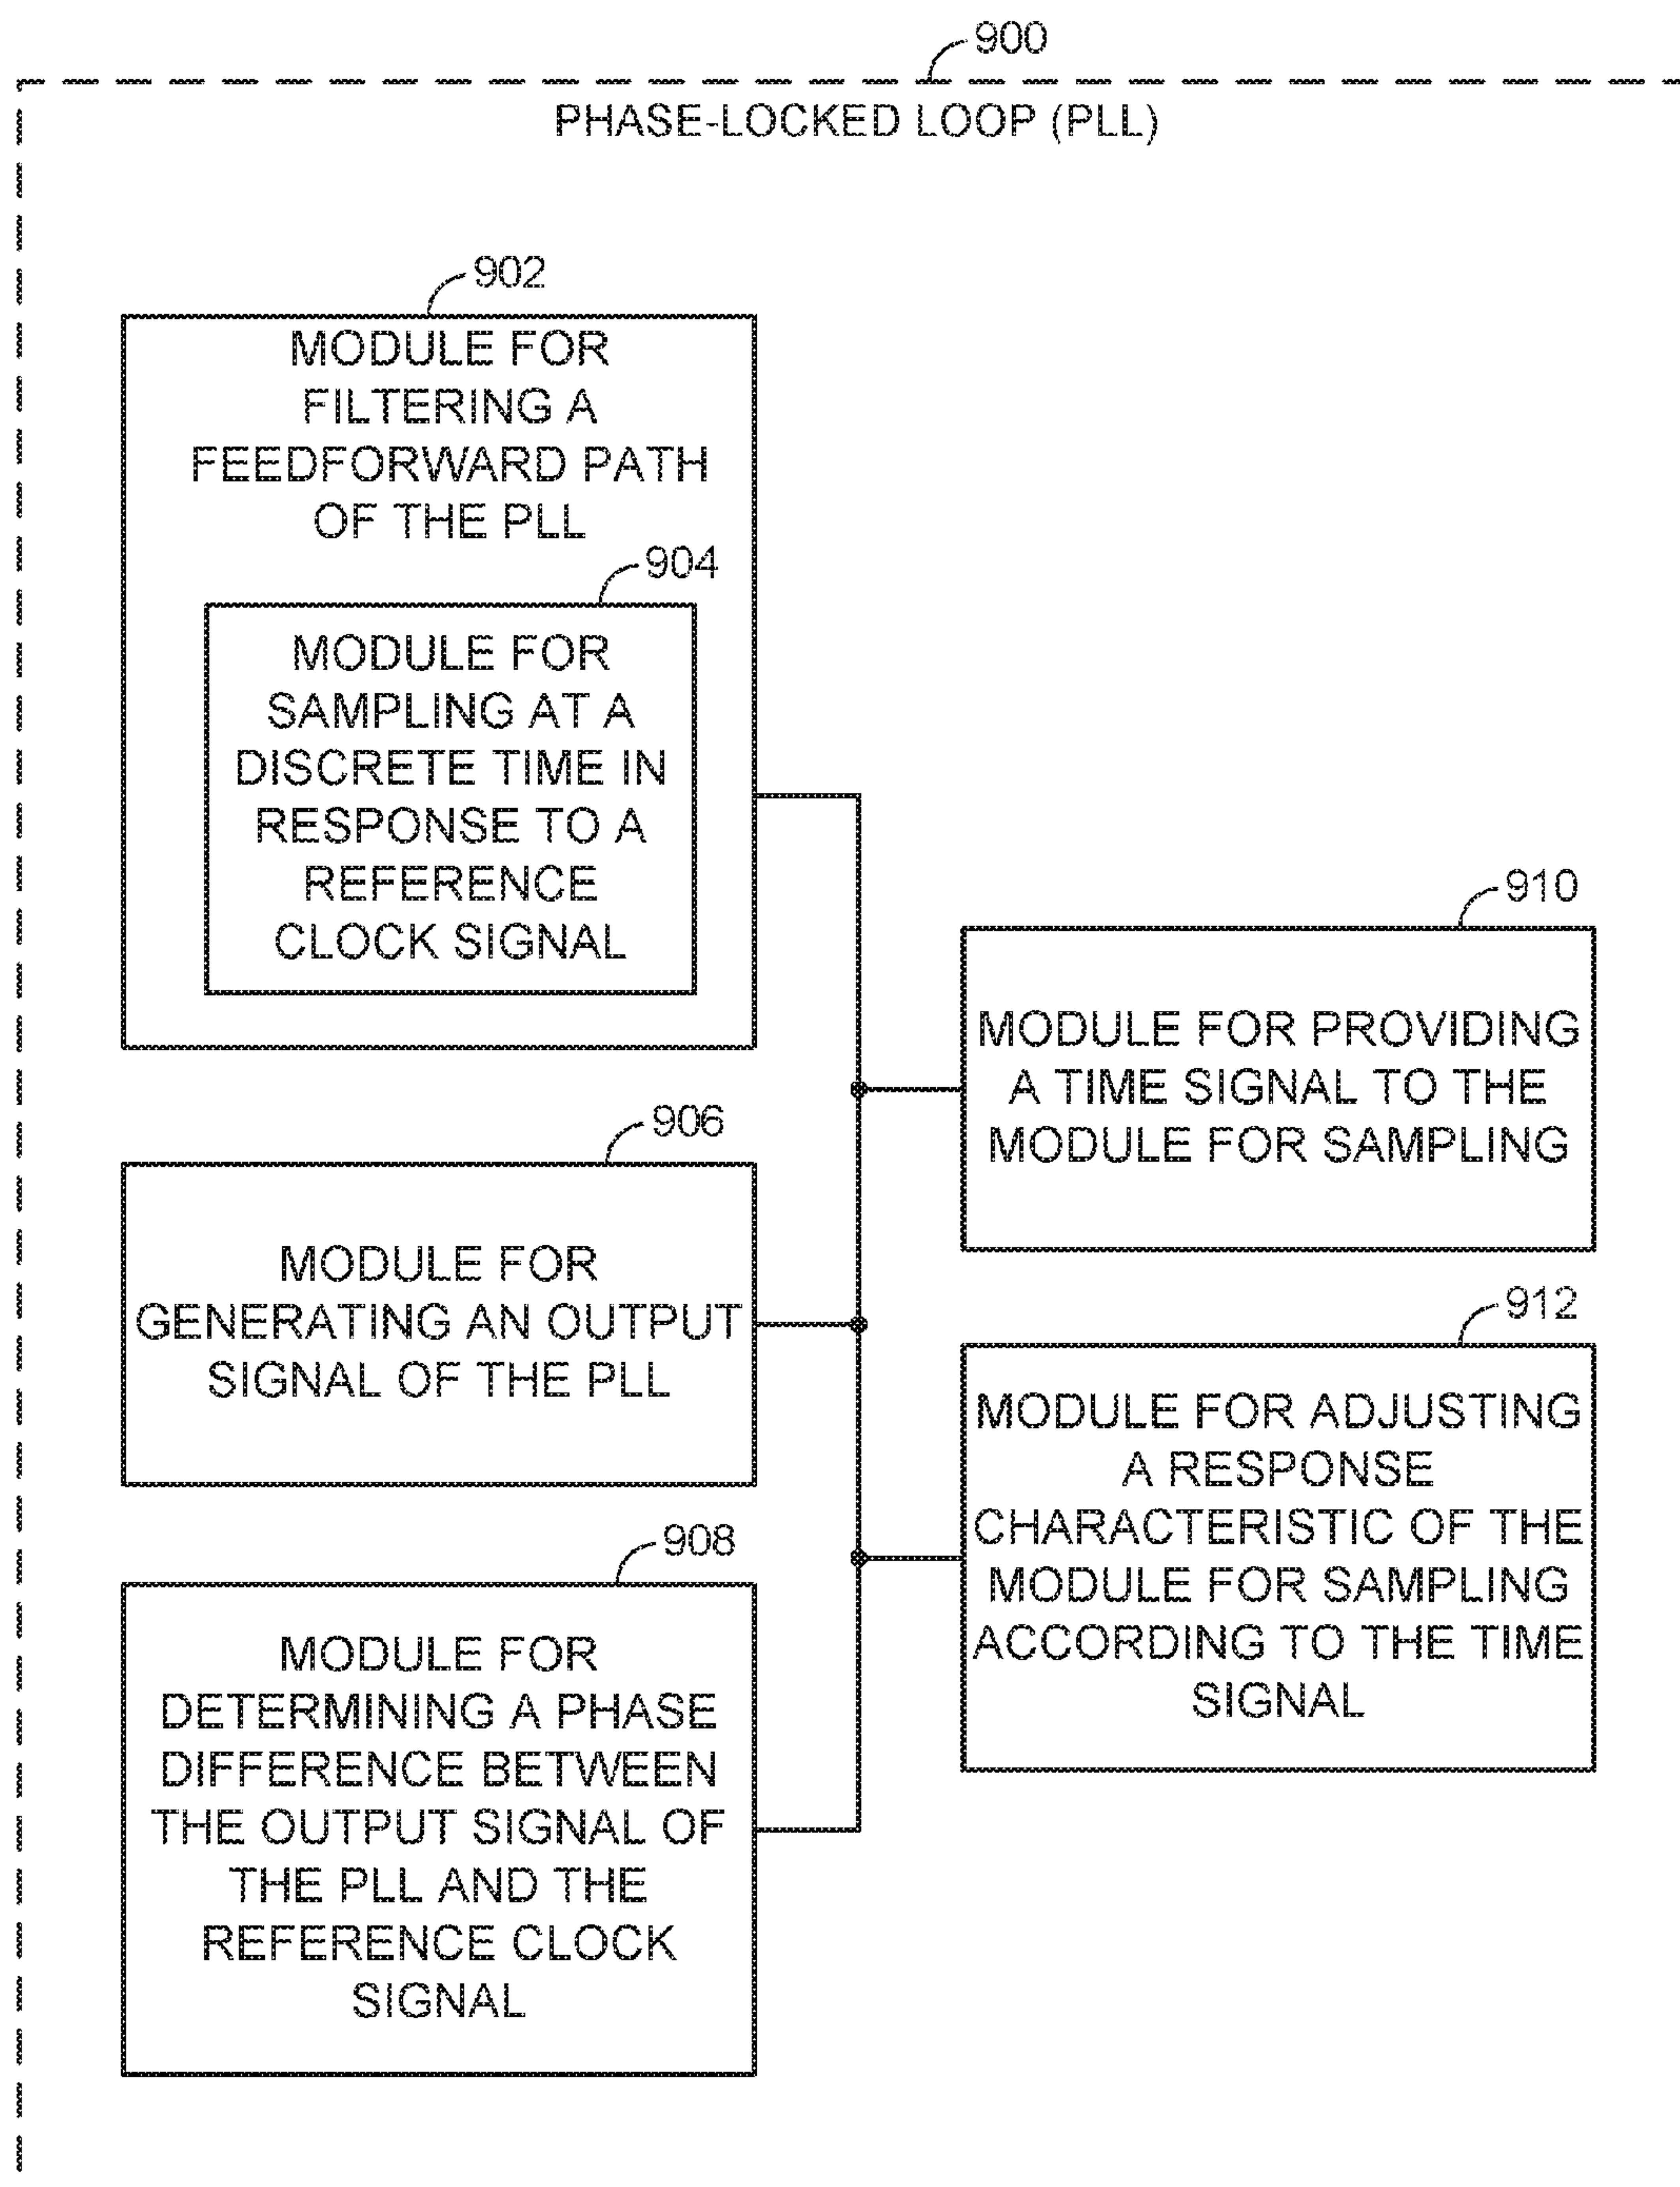 900
PHASE-LOCKED LOOP (PLL)
902
MODULE FOR
FILTERING A
FEEDFORWARD PATH
OF THE PLL
904
MODULE FOR
SAMPLING AT A
DISCRETE TIME IN
RESPONSE TO A
REFERENCE
CLOCK SIGNAL
906
MODULE FOR
GENERATING AN OUTPUT
SIGNAL OF THE PLL
908
MODULE FOR
DETERMINING A PHASE
DIFFERENCE BETWEEN
THE OUTPUT SIGNAL OF
THE PLL AND THE
REFERENCE CLOCK
SIGNAL
910
MODULE FOR PROVIDING
A TIME SIGNAL TO THE
MODULE FOR SAMPLING
912
MODULE FOR ADJUSTING
A RESPONSE
CHARACTERISTIC OF THE
MODULE FOR SAMPLING
ACCORDING TO THE TIME
SIGNAL